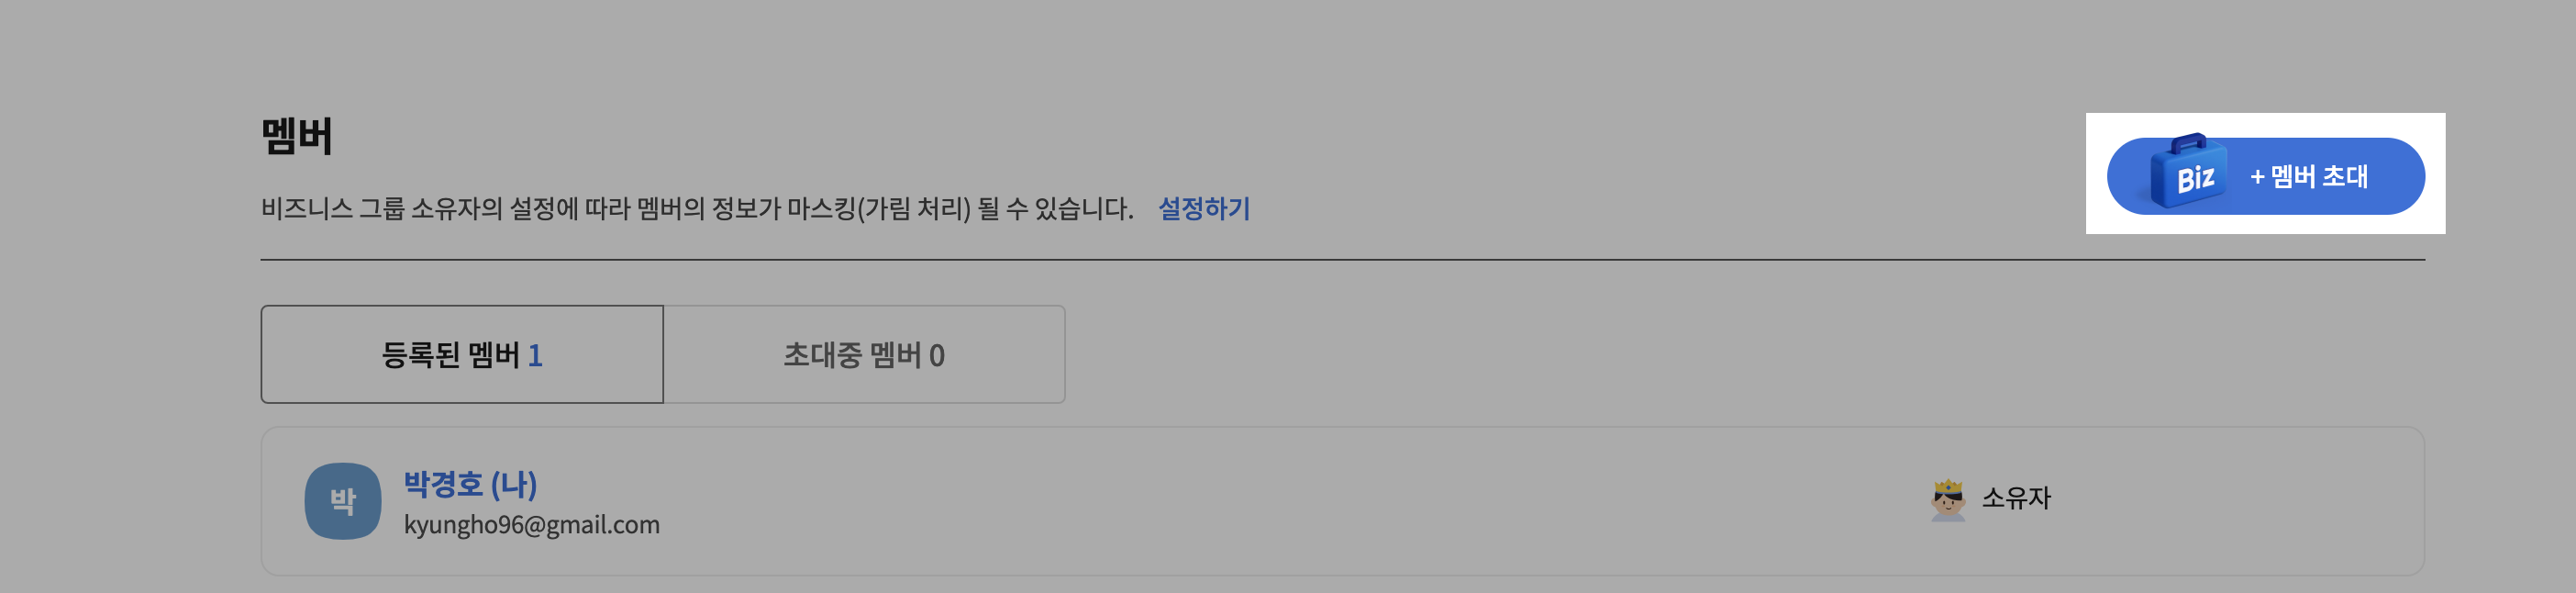 멤버
비즈니스 그룹 소유자의 설정에 따라 멤버의 정보가 마스킹(가림 처리) 될 수 있습니다. 설정하기
Biz + 멤버 초대
등록된 멤버 1
초대중 멤버 0
박
박경호 (나)
kyungho96@gmail.com
소유자